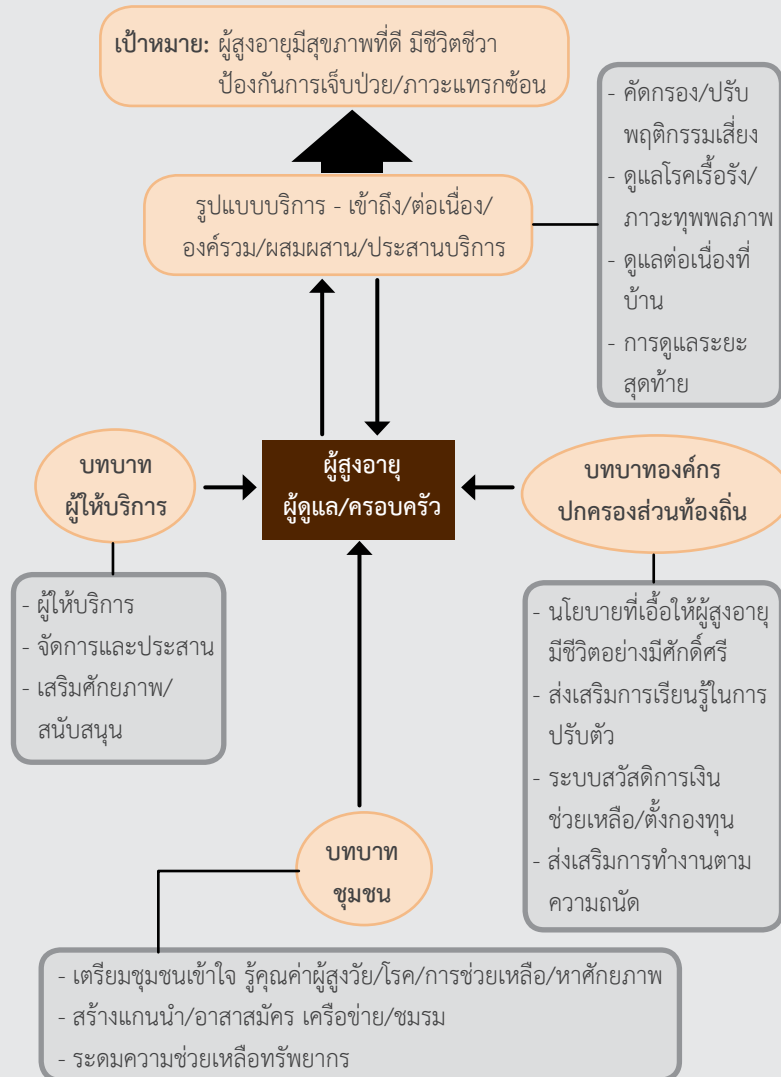 เป้าหมาย: ผู้สูงอายุมีสุขภาพที่ดี มีชีวิตชีวา
ป้องกันการเจ็บป่วย/ภาวะแทรกซ้อน
- คัดกรอง/ปรับ
พฤติกรรมเสี่ยง
- ดูแลโรคเรื้อรัง/
ภาวะทุพพลภาพ
- ดูแลต่อเนื่องที่
บ้าน
- การดูแลระยะ
สุดท้าย
รูปแบบบริการ - เข้าถึง/ต่อเนื่อง/
องค์รวม/ผสมผสาน/ประสานบริการ
บทบาท
ผู้ให้บริการ
ผู้สูงอายุ
ผู้ดูแล/ครอบครัว
บทบาทองค์กร
ปกครองส่วนท้องถิ่น
- ผู้ให้บริการ
- จัดการและประสาน
- เสริมศักยภาพ/
สนับสนุน
- นโยบายที่เอื้อให้ผู้สูงอายุ
มีชีวิตอย่างมีศักดิ์ศรี
- ส่งเสริมการเรียนรู้ในการ
ปรับตัว
- ระบบสวัสดิการเงิน
ช่วยเหลือ/ตั้งกองทุน
- ส่งเสริมการทำงานตาม
ความถนัด
บทบาท
ชุมชน
- เตรียมชุมชนเข้าใจ รู้คุณค่าผู้สูงวัย/โรค/การช่วยเหลือ/หาศักยภาพ
- สร้างแกนนำ/อาสาสมัคร เครือข่าย/ชมรม
- ระดมความช่วยเหลือทรัพยากร